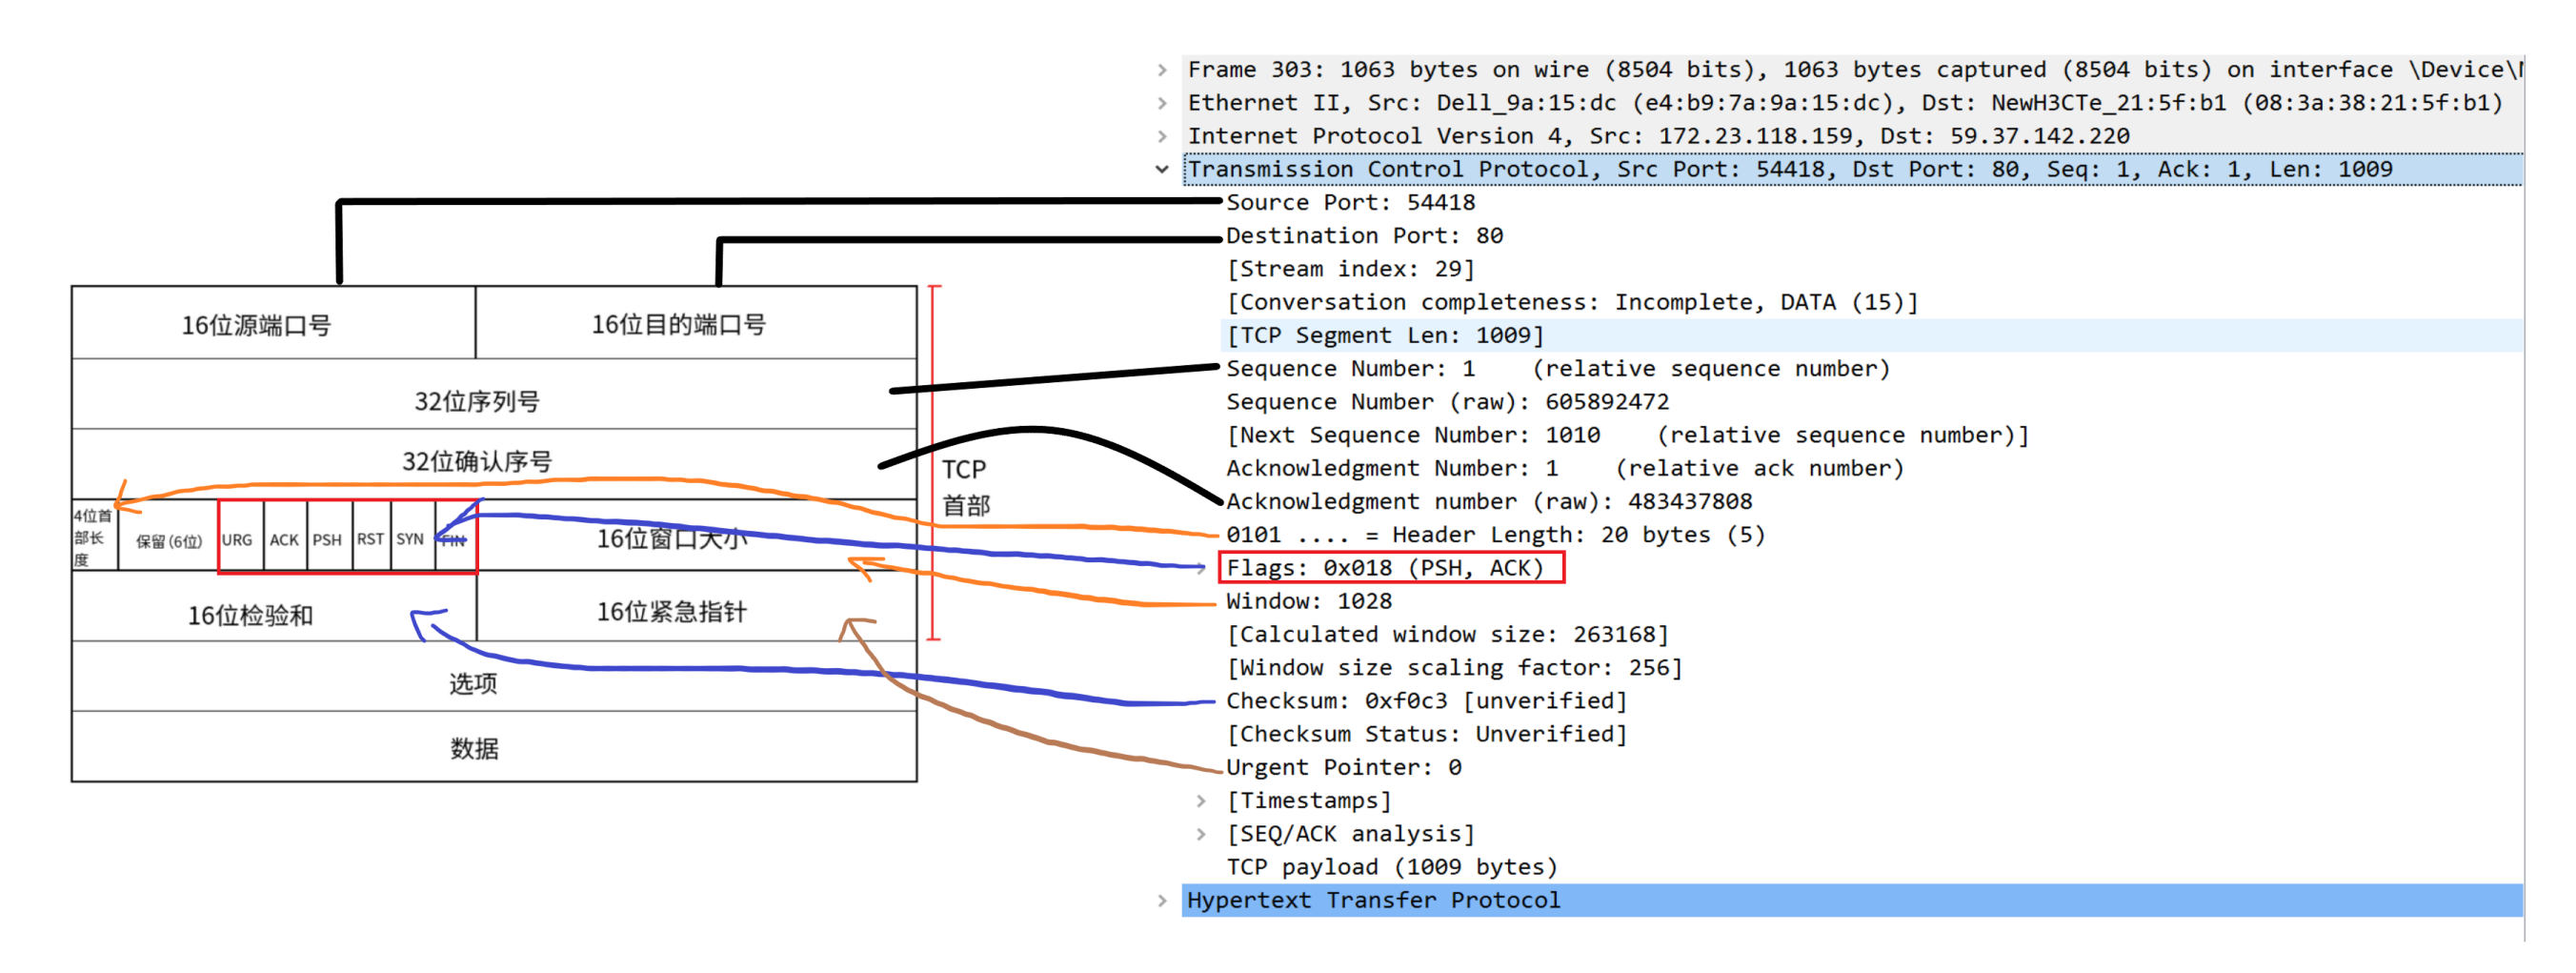 16位源端口号
16位目的端口号
32位序列号
32位确认序号
4位首部长度
保留(6位)
URG
ACK
PSH
RST
SYN
FIN
16位窗口大小
16位检验和
16位紧急指针
选项
数据
TCP
首部
Frame 303: 1063 bytes on wire (8504 bits), 1063 bytes captured (8504 bits) on interface \Device\
Ethernet II, Src: Dell_9a:15:dc (e4:b9:7a:9a:15:dc), Dst: NewH3CTe_21:5f:b1 (08:3a:38:21:5f:b1)
Internet Protocol Version 4, Src: 172.23.118.159, Dst: 59.37.142.220
Transmission Control Protocol, Src Port: 54418, Dst Port: 80, Seq: 1, Ack: 1, Len: 1009
Source Port: 54418
Destination Port: 80
[Stream index: 29]
[Conversation completeness: Incomplete, DATA (15)]
[TCP Segment Len: 1009]
Sequence Number: 1    (relative sequence number)
Sequence Number (raw): 605892472
[Next Sequence Number: 1010    (relative sequence number)]
Acknowledgment Number: 1    (relative ack number)
Acknowledgment number (raw): 483437808
0101 .... = Header Length: 20 bytes (5)
Flags: 0x018 (PSH, ACK)
Window: 1028
[Calculated window size: 263168]
[Window size scaling factor: 256]
Checksum: 0xf0c3 [unverified]
[Checksum Status: Unverified]
Urgent Pointer: 0
[Timestamps]
[SEQ/ACK analysis]
TCP payload (1009 bytes)
Hypertext Transfer Protocol